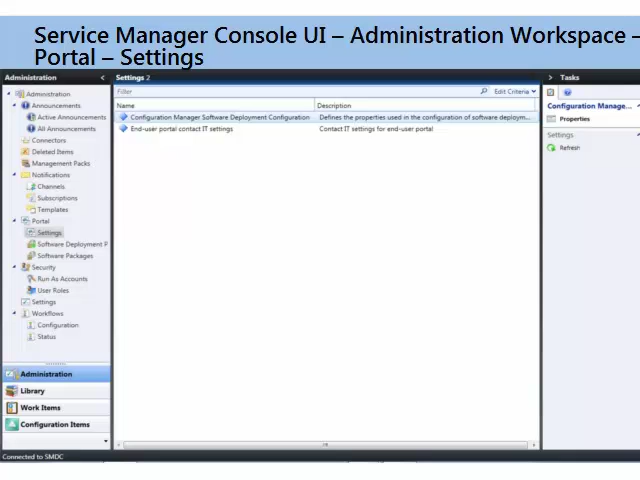 Service Manager Console UI – Administration Workspace –
Portal – Settings
Administration
Settings 2
Tasks
Filter
Edit Criteria
Name
Description
Configuration Manager Software Deployment Configuration
Defines the properties used in the configuration of software deploym...
End-user portal contact IT settings
Contact IT settings for end-user portal
Administration
Announcements
Active Announcements
All Announcements
Connectors
Deleted Items
Management Packs
Notifications
Channels
Subscriptions
Templates
Portal
Settings
Software Deployment P
Software Packages
Security
Run As Accounts
User Roles
Settings
Workflows
Configuration
Status
Administration
Library
Work Items
Configuration Items
Configuration Manage...
Properties
Settings
Refresh
Connected to SMDC